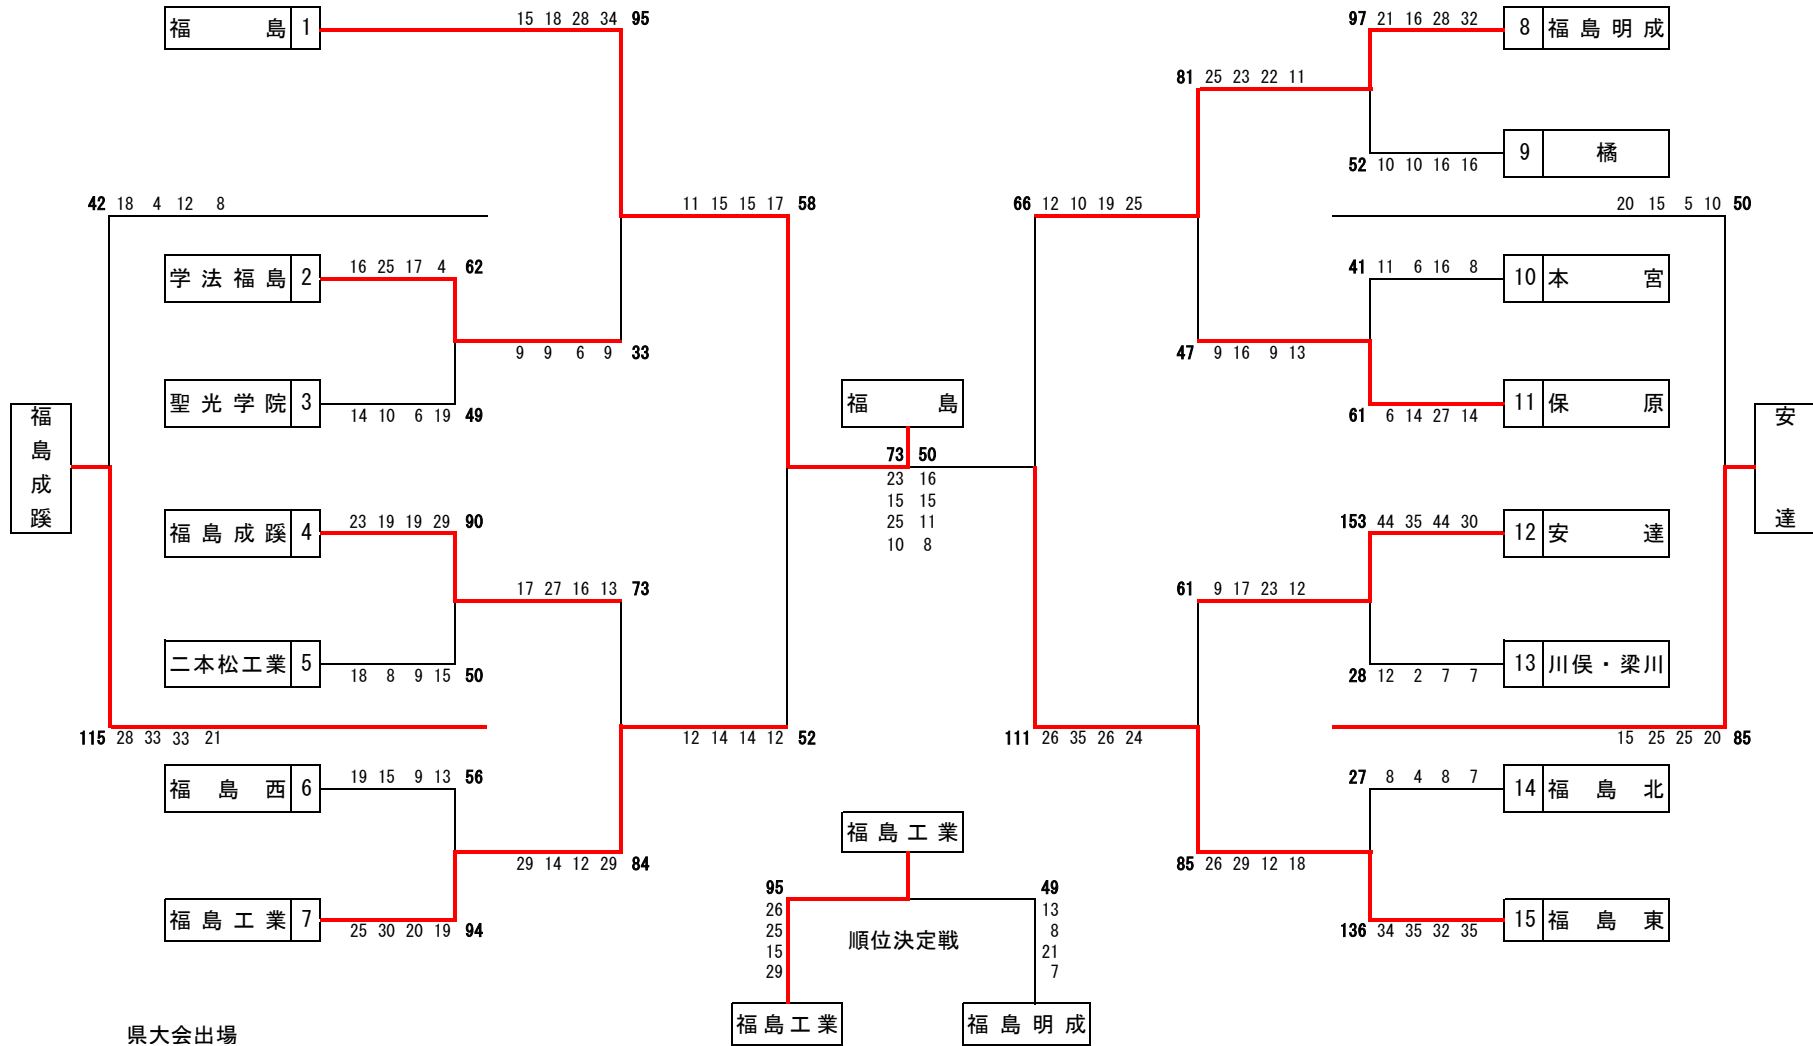 福島 1 15 18 28 34 95
97 21 16 28 32 8 福島明成
81 25 23 22 11
52 10 10 16 16 9 橘
42 18 4 12 8
11 15 15 17 58
66 12 10 19 25
20 15 5 10 50
学法福島 2 16 25 17 4 62
41 11 6 16 8 10 本宮
9 9 6 9 33
47 9 16 9 13
聖光学院 3 14 10 6 19 49
福島
61 6 14 27 14 11 保原
福島成蹊
安達
73 50
23 16
15 15
25 11
10 8
福島成蹊 4 23 19 19 29 90
153 44 35 44 30 12 安達
17 27 16 13 73
61 9 17 23 12
二本松工業 5 18 8 9 15 50
28 12 2 7 7 13 川俣・梁川
115 28 33 33 21
12 14 14 12 52
111 26 35 26 24
15 25 25 20 85
福島西 6 19 15 9 13 56
27 8 4 8 7 14 福島北
29 14 12 29 84
福島工業
85 26 29 12 18
福島工業 7 25 30 20 19 94
136 34 35 32 35 15 福島東
95 49
26 13
25 8
順位決定戦
15 21
29 7
福島工業 福島明成
県大会出場